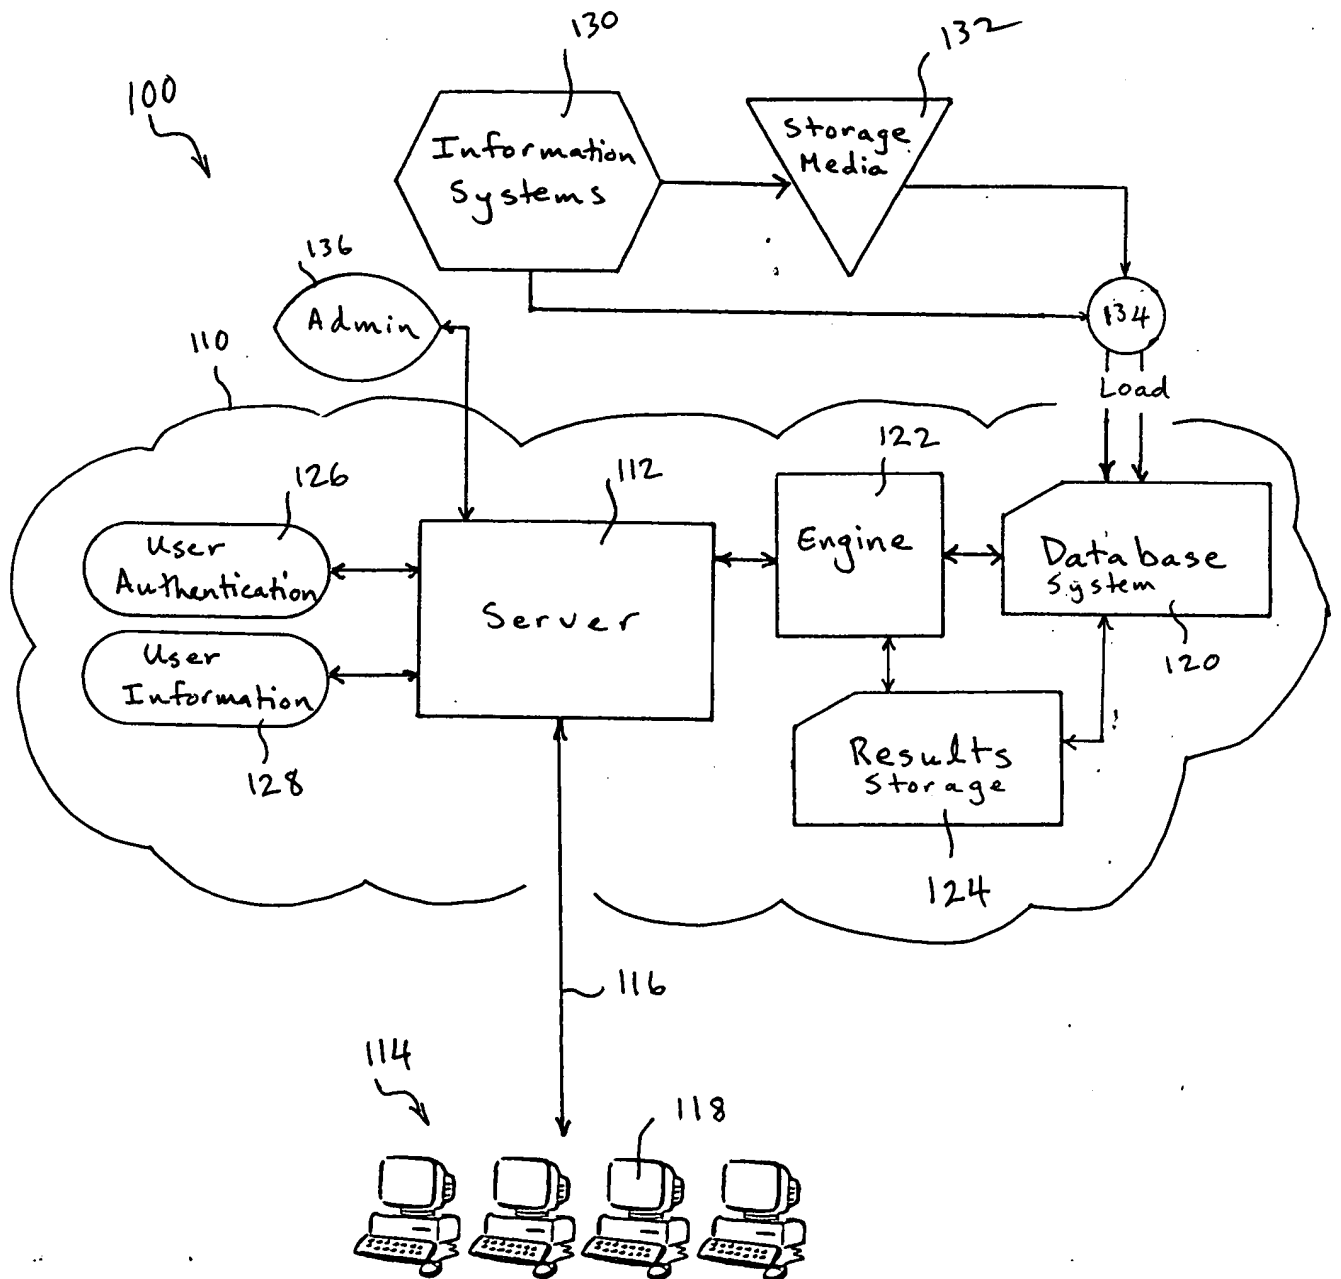 130
132
100
Information
Systems
Storage
Media
136
Admin
134
110
Load
122
126
112
User
Authentication
Server
Engine
Database
System
User
Information
120
128
Results
Storage
124
116
114
118